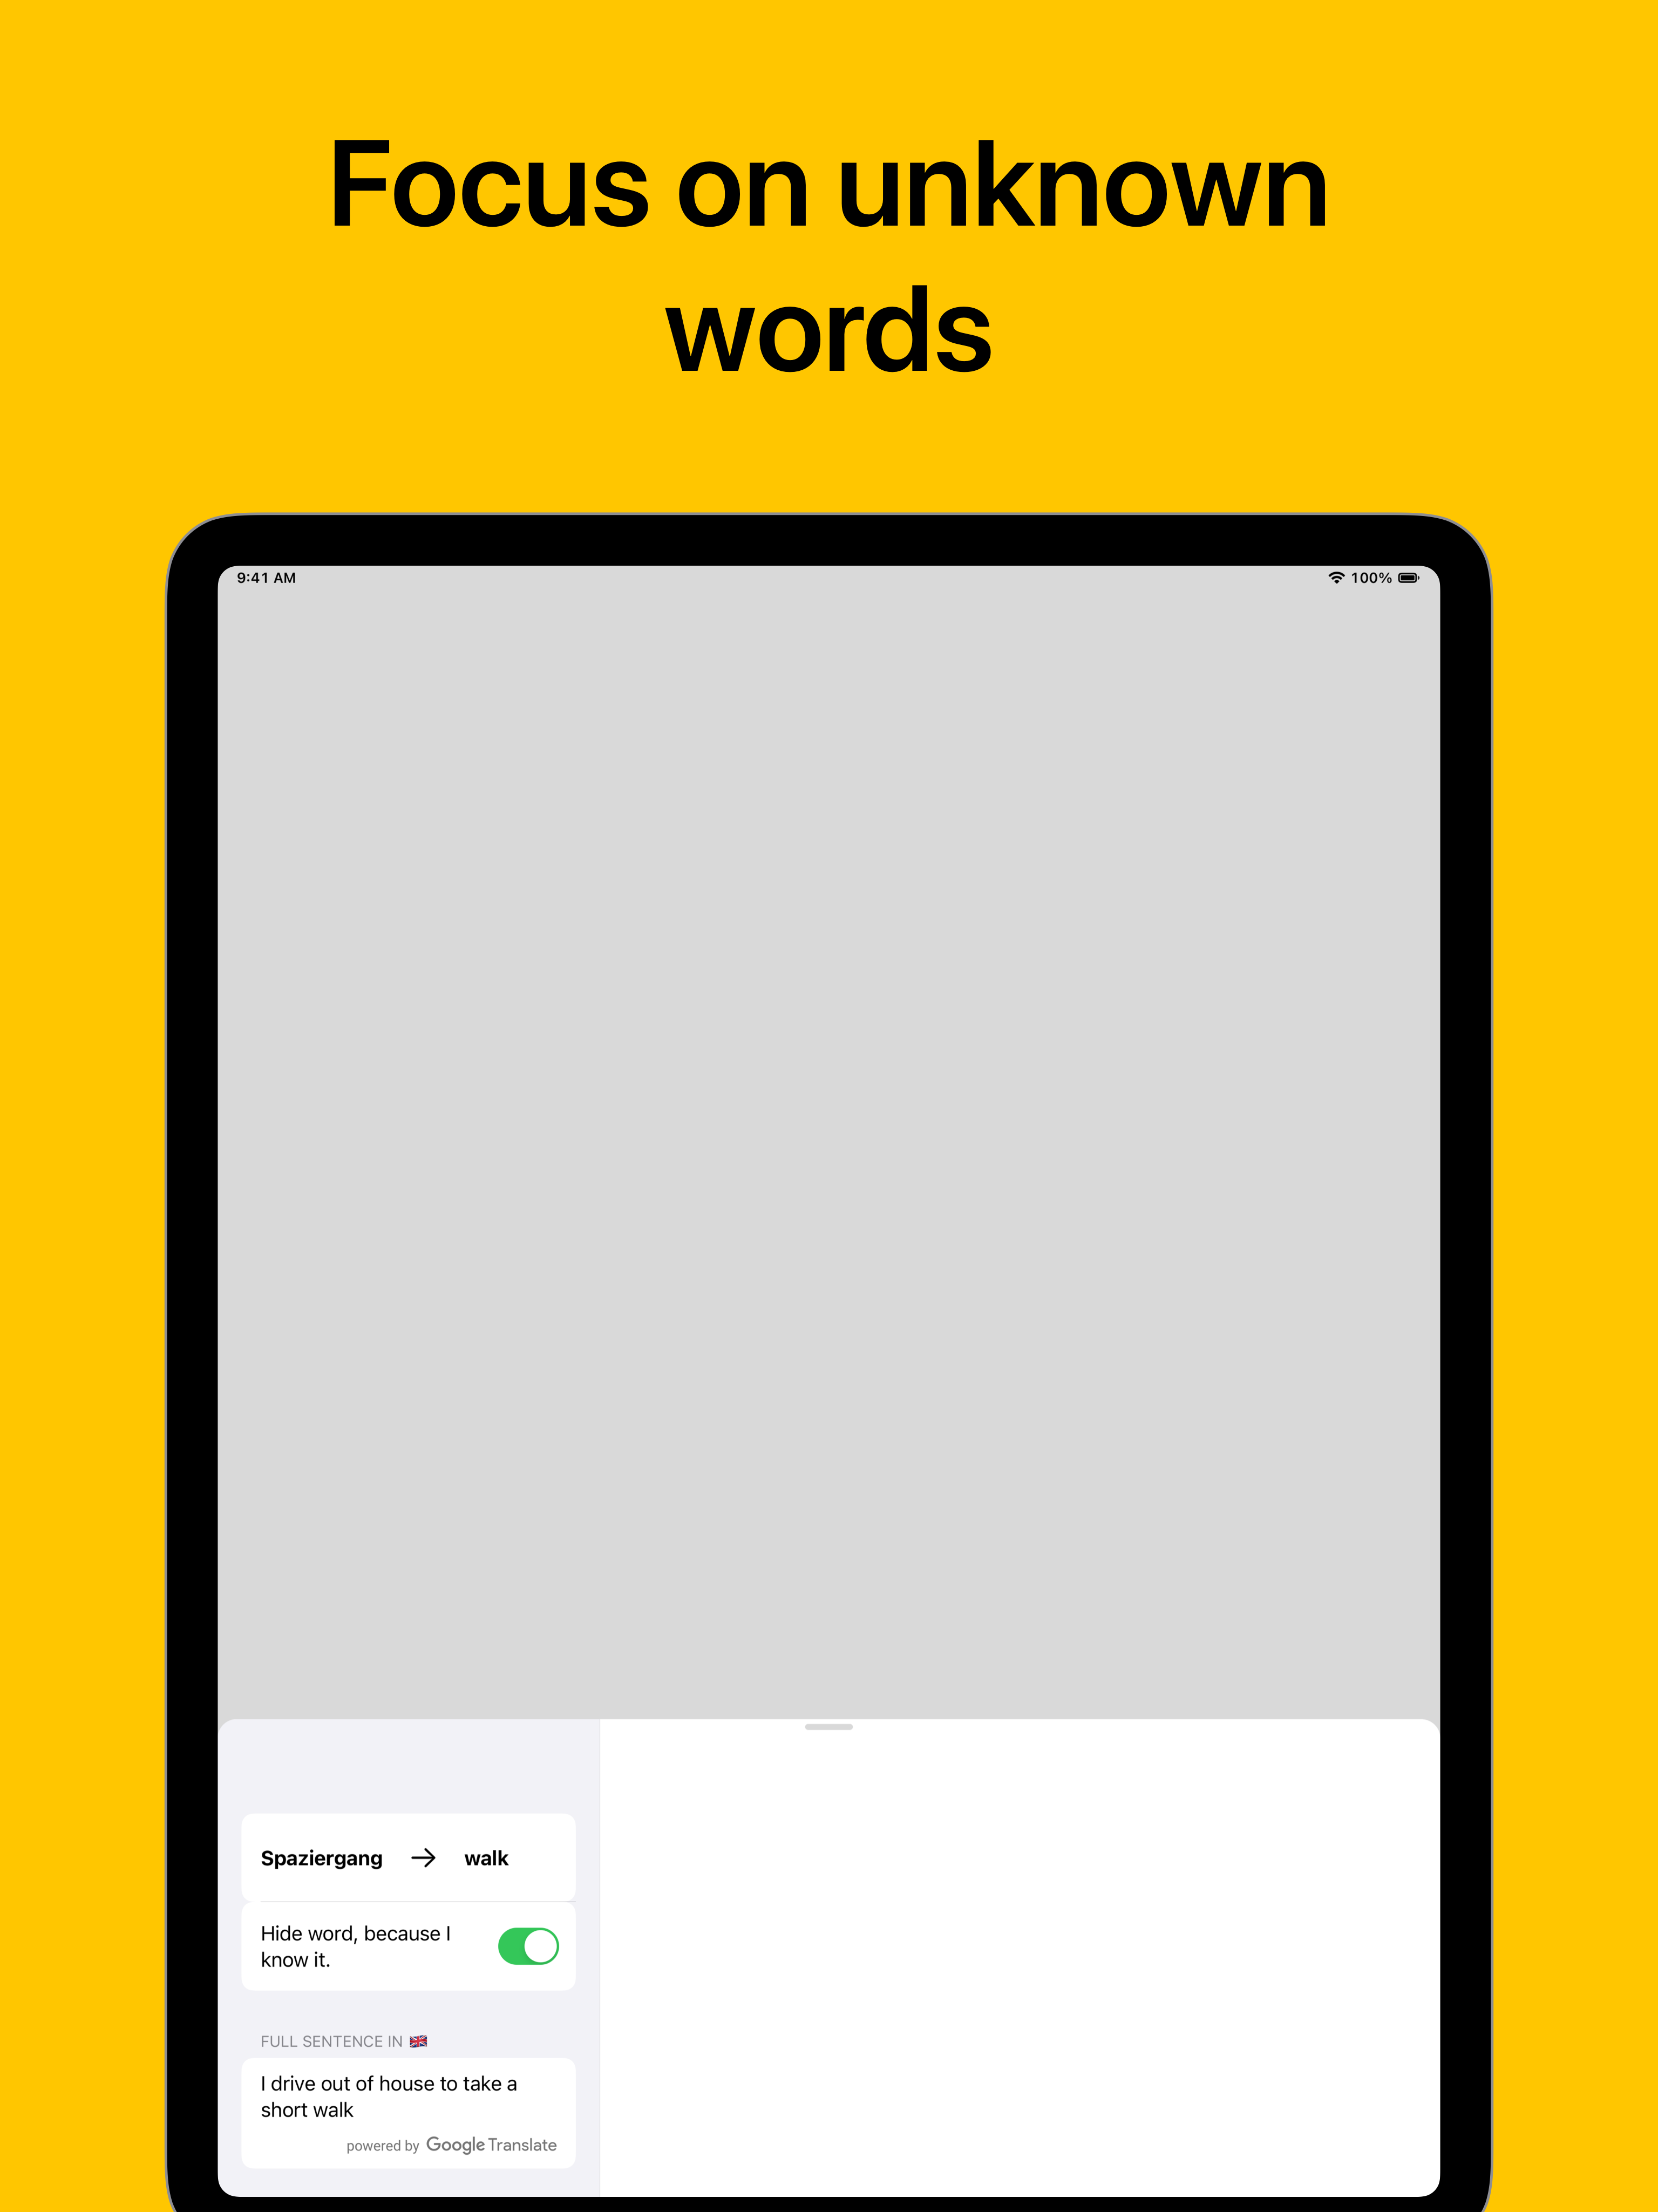 Focus on unknown
words
9:41 AM
100%
Spaziergang → walk
Hide word, because I
know it.
FULL SENTENCE IN 🇬🇧
I drive out of house to take a
short walk
powered by Google Translate